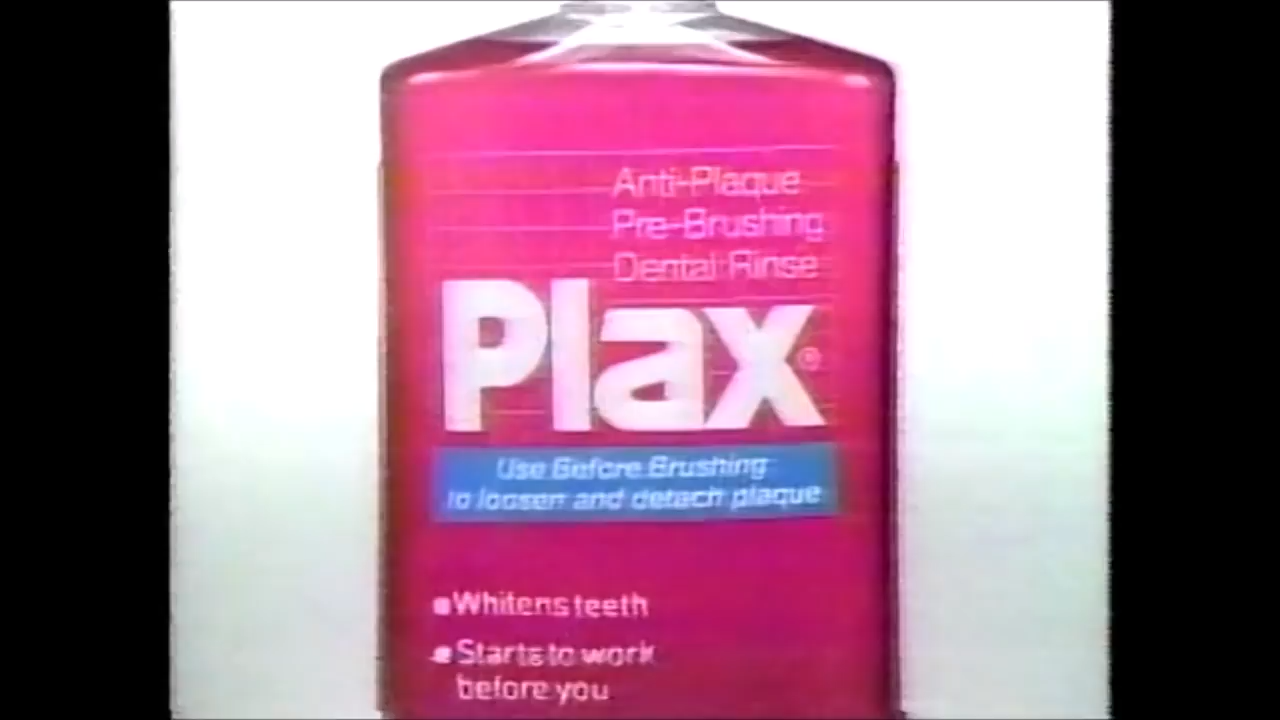 Anti-Plaque
Pre-Brushing
Dental Rinse
Plax®
Use Before Brushing
to loosen and detach plaque
Whitens teeth
Starts to work
before you